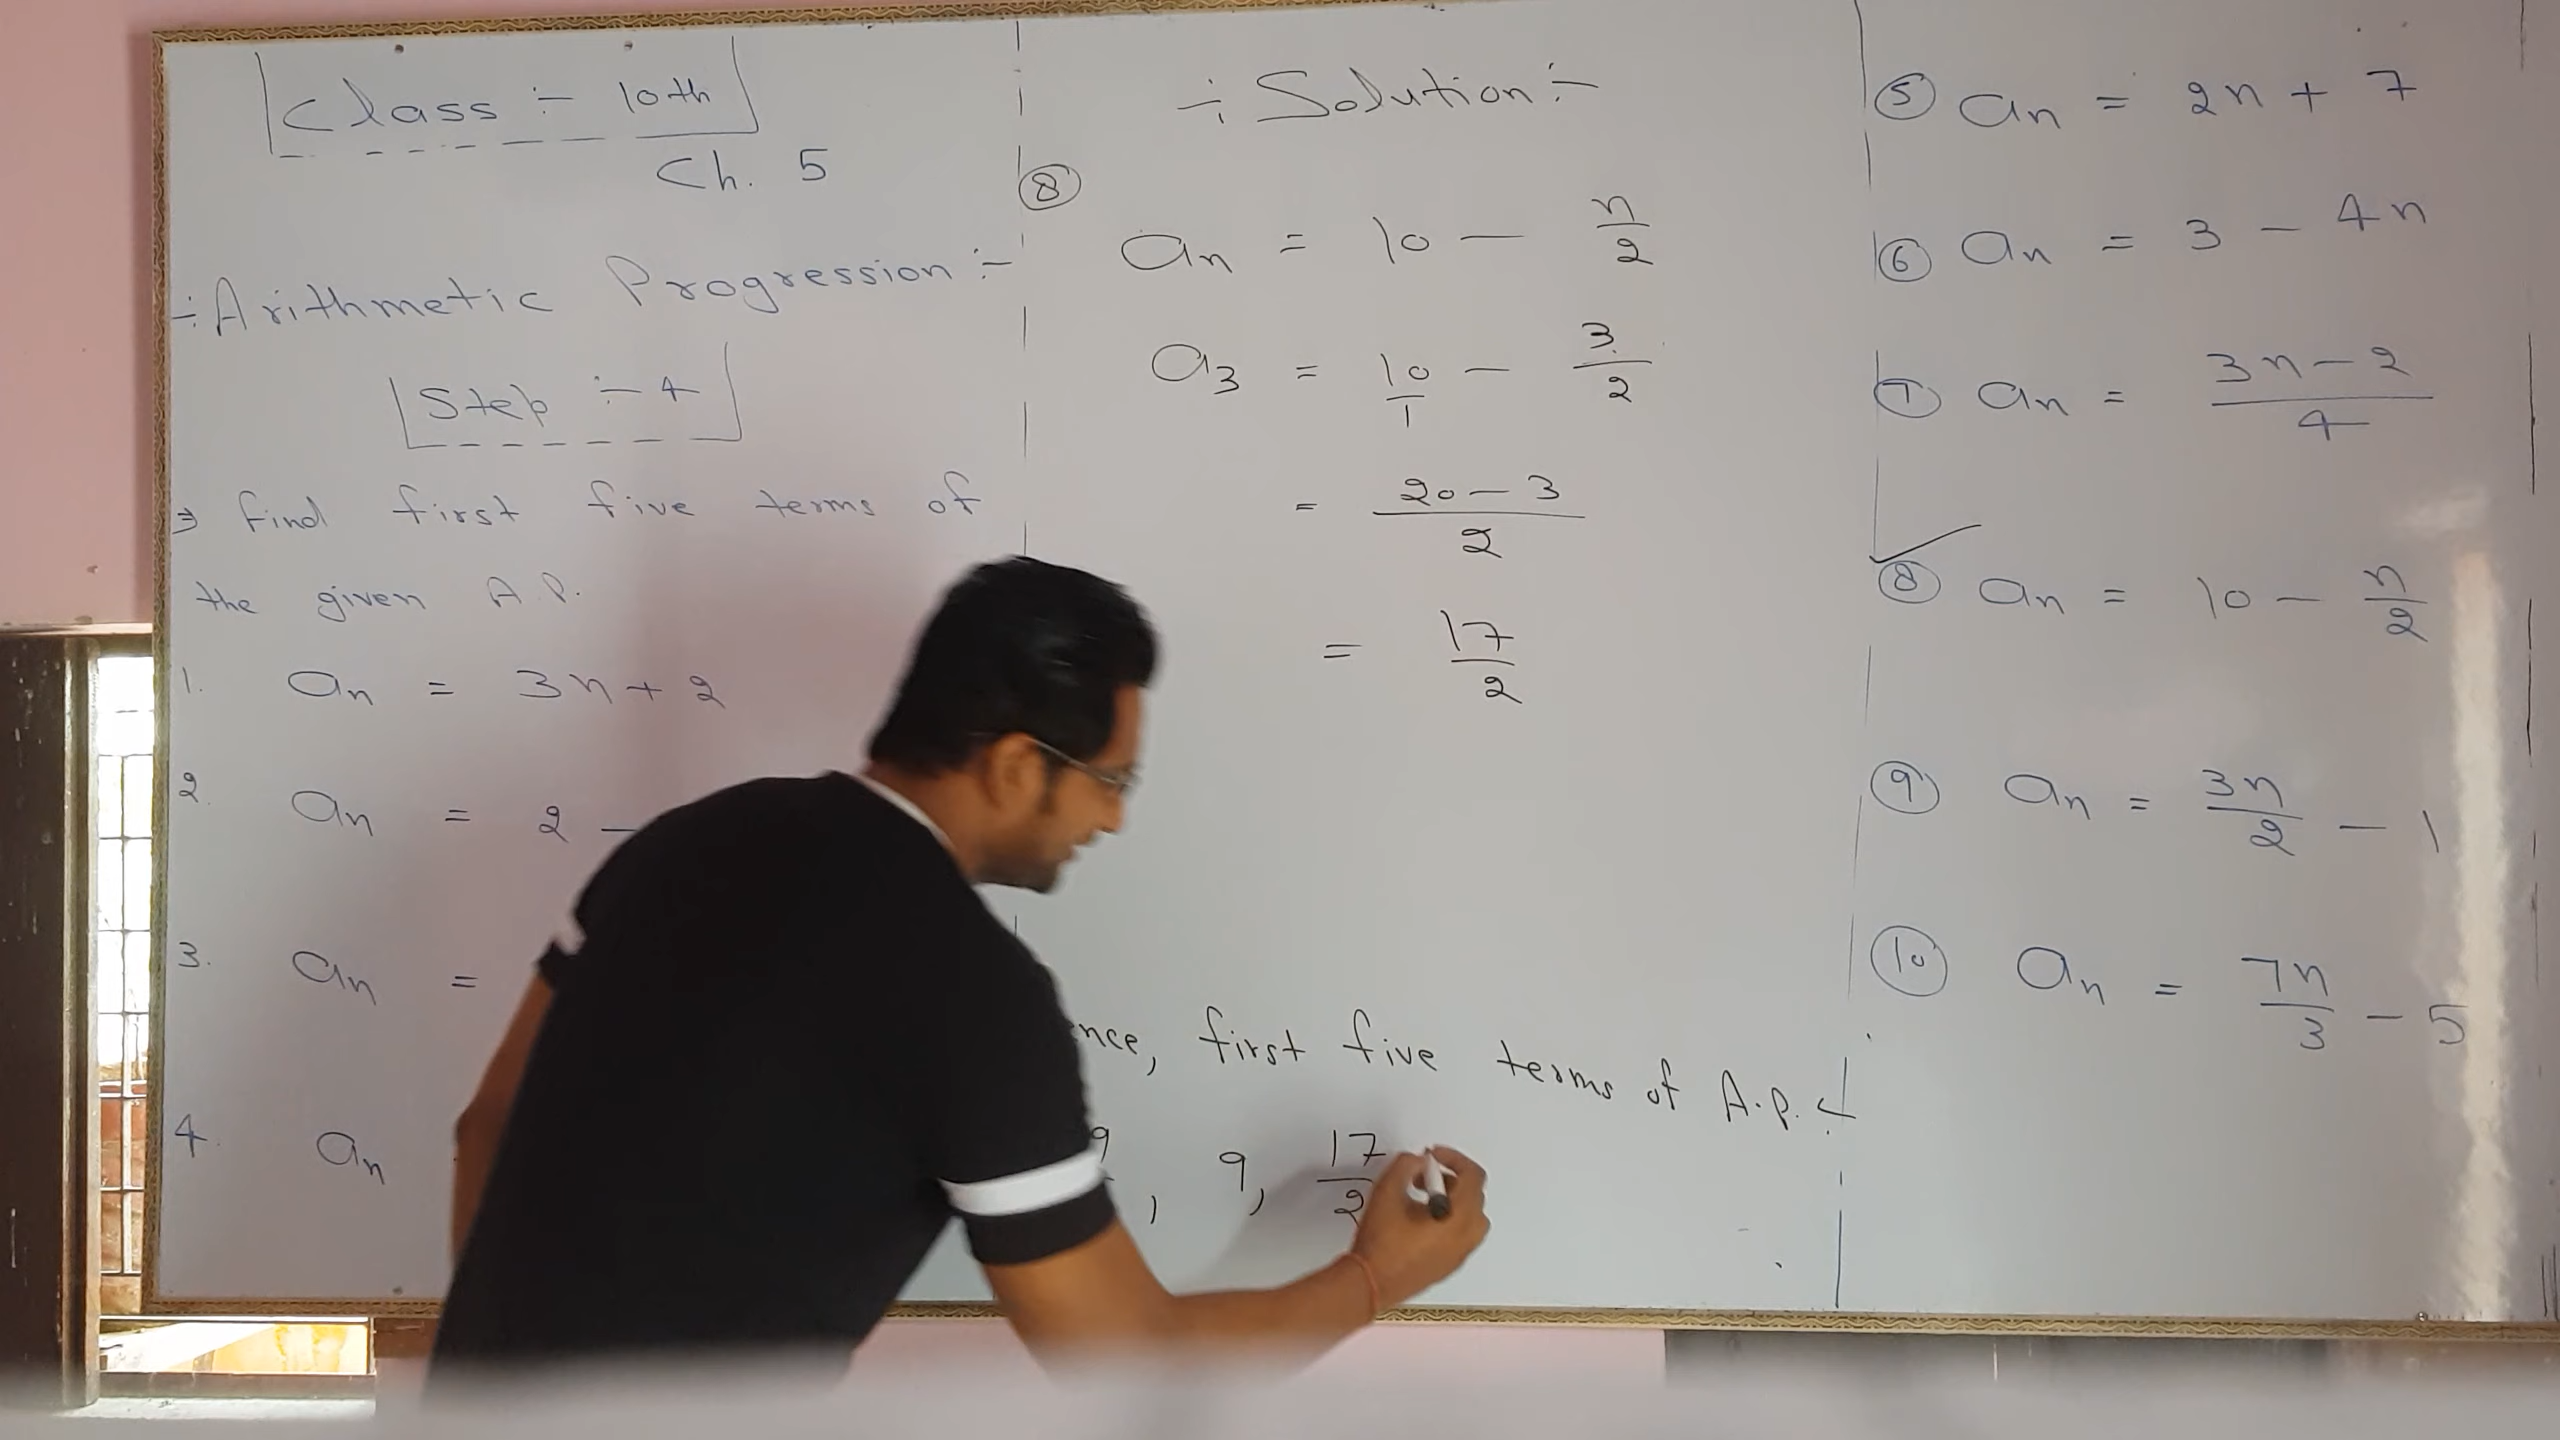 Class :- 10th
Ch. 5
÷ Arithmetic Progression :-
Step :- 4
⇒ find first five terms of
the given A.P.
1. an = 3n + 2
2. an = 2 -
3. an =
4. an
÷ Solution :-
8
an = 10 - n/2
a3 = 10/1 - 3/2
= 20 - 3/2
= 17/2
first five terms of A.P.
9, 9, 17/2
5 an = 2n + 7
6 an = 3 - 4n
7 an = 3n - 2/4
8 an = 10 - n/2
9 an = 3n/2 - 1
10 an = 7n/3 - 5